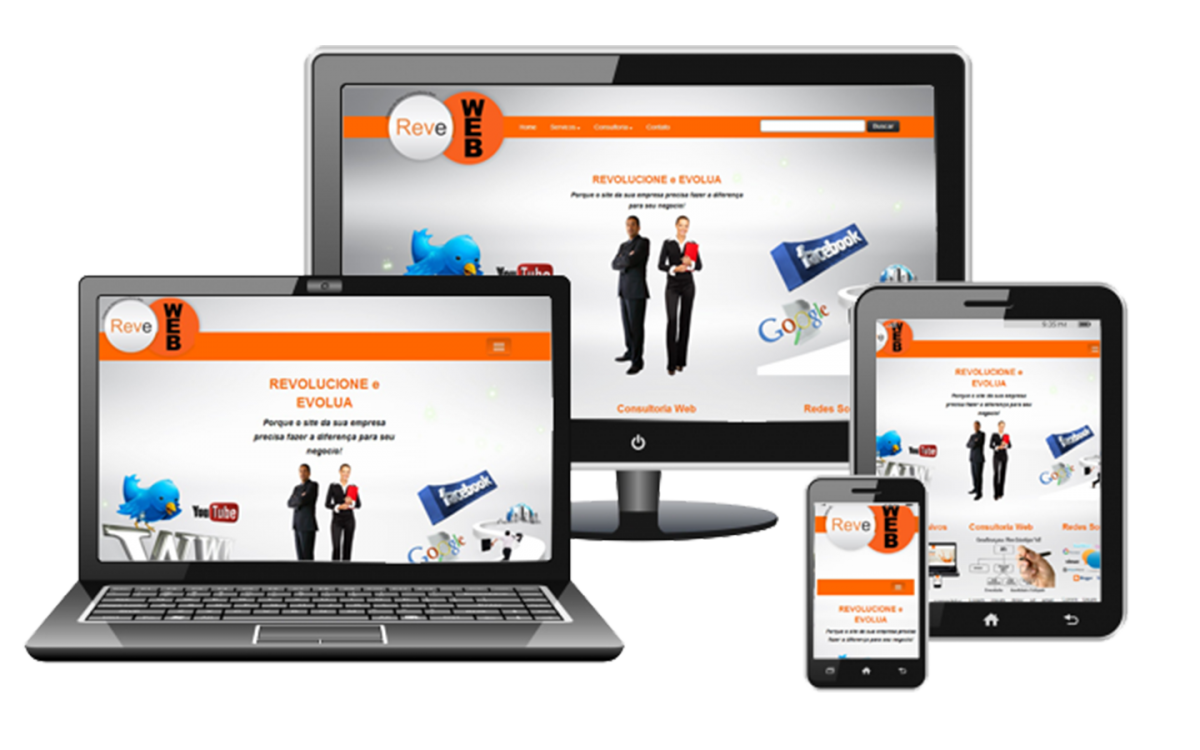 Reve
WEB
Home Servicos Consultoria Contato
Buscar
REVOLUCIONE e EVOLUA
Porque o site da sua empresa precisa fazer a diferença
para seu negocio!
YouTube
facebook
Google
Consultoria Web
Redes So
Reve
WEB
REVOLUCIONE e
EVOLUA
Porque o site da sua empresa
precisa fazer a diferença para seu
negocio!
YouTube
facebook
Google
WEB
9:35 PM
REVOLUCIONE e
EVOLUA
Porque o site da sua empresa
precisa fazer a diferença para seu
negocio!
YouTube
facebook
Google
ivos
Consultoria Web
Redes So
Reve
WEB
REVOLUCIONE e
EVOLUA
Porque o site da sua empresa precisa
fazer a diferença para seu negocio!